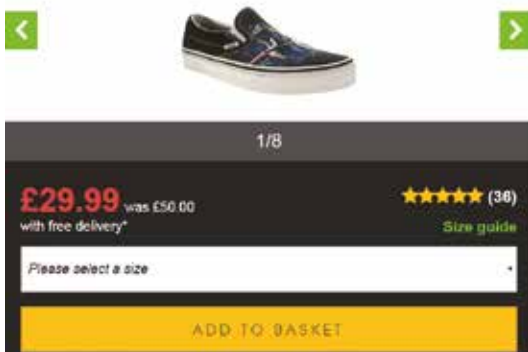 1/8
£29.99 was £50.00
with free delivery*
(36)
Size guide
Please select a size
ADD TO BASKET